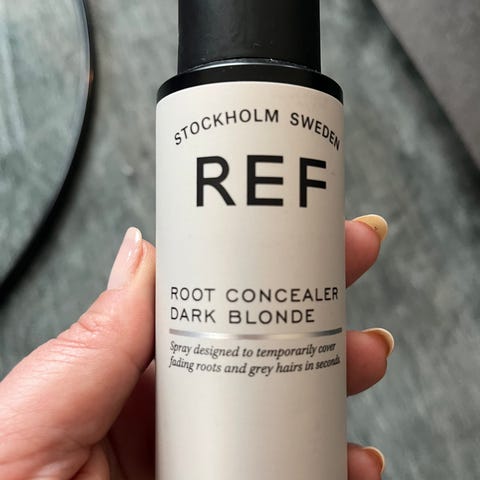 STOCKHOLM SWEDEN
REF
ROOT CONCEALER
DARK BLONDE
Spray designed to temporarily cover
fading roots and grey hairs in seconds.